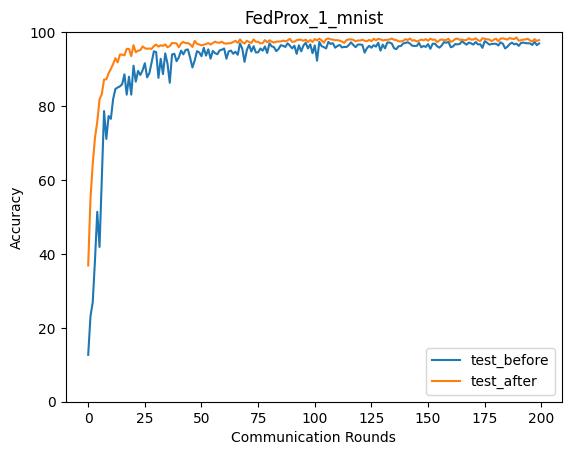 FedProx_1_mnist
Accuracy
100
80
60
40
20
0
0 25 50 75 100 125 150 175 200
Communication Rounds
test_before
test_after